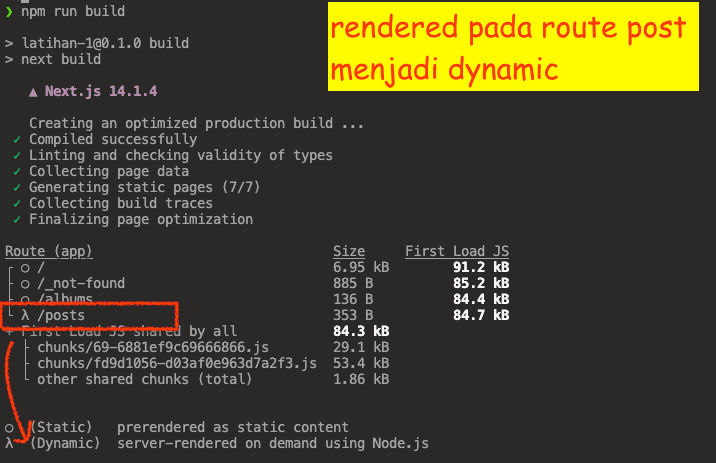 ❯ npm run build
rendered pada route post
menjadi dynamic
> latihan-1@0.1.0 build
> next build
▲ Next.js 14.1.4
Creating an optimized production build ...
✓ Compiled successfully
✓ Linting and checking validity of types
✓ Collecting page data
✓ Generating static pages (7/7)
✓ Collecting build traces
✓ Finalizing page optimization
Route (app) Size First Load JS
┌ ○ / 6.95 kB 91.2 kB
├ ○ /_not-found 885 B 85.2 kB
├ ○ /albums 136 B 84.4 kB
└ λ /posts 353 B 84.7 kB
+ First Load JS shared by all 84.3 kB
├ chunks/69-6881ef9c69666866.js 29.1 kB
├ chunks/fd9d1056-d03af0e963d7a2f3.js 53.4 kB
└ other shared chunks (total) 1.86 kB
○ (Static) prerendered as static content
λ (Dynamic) server-rendered on demand using Node.js